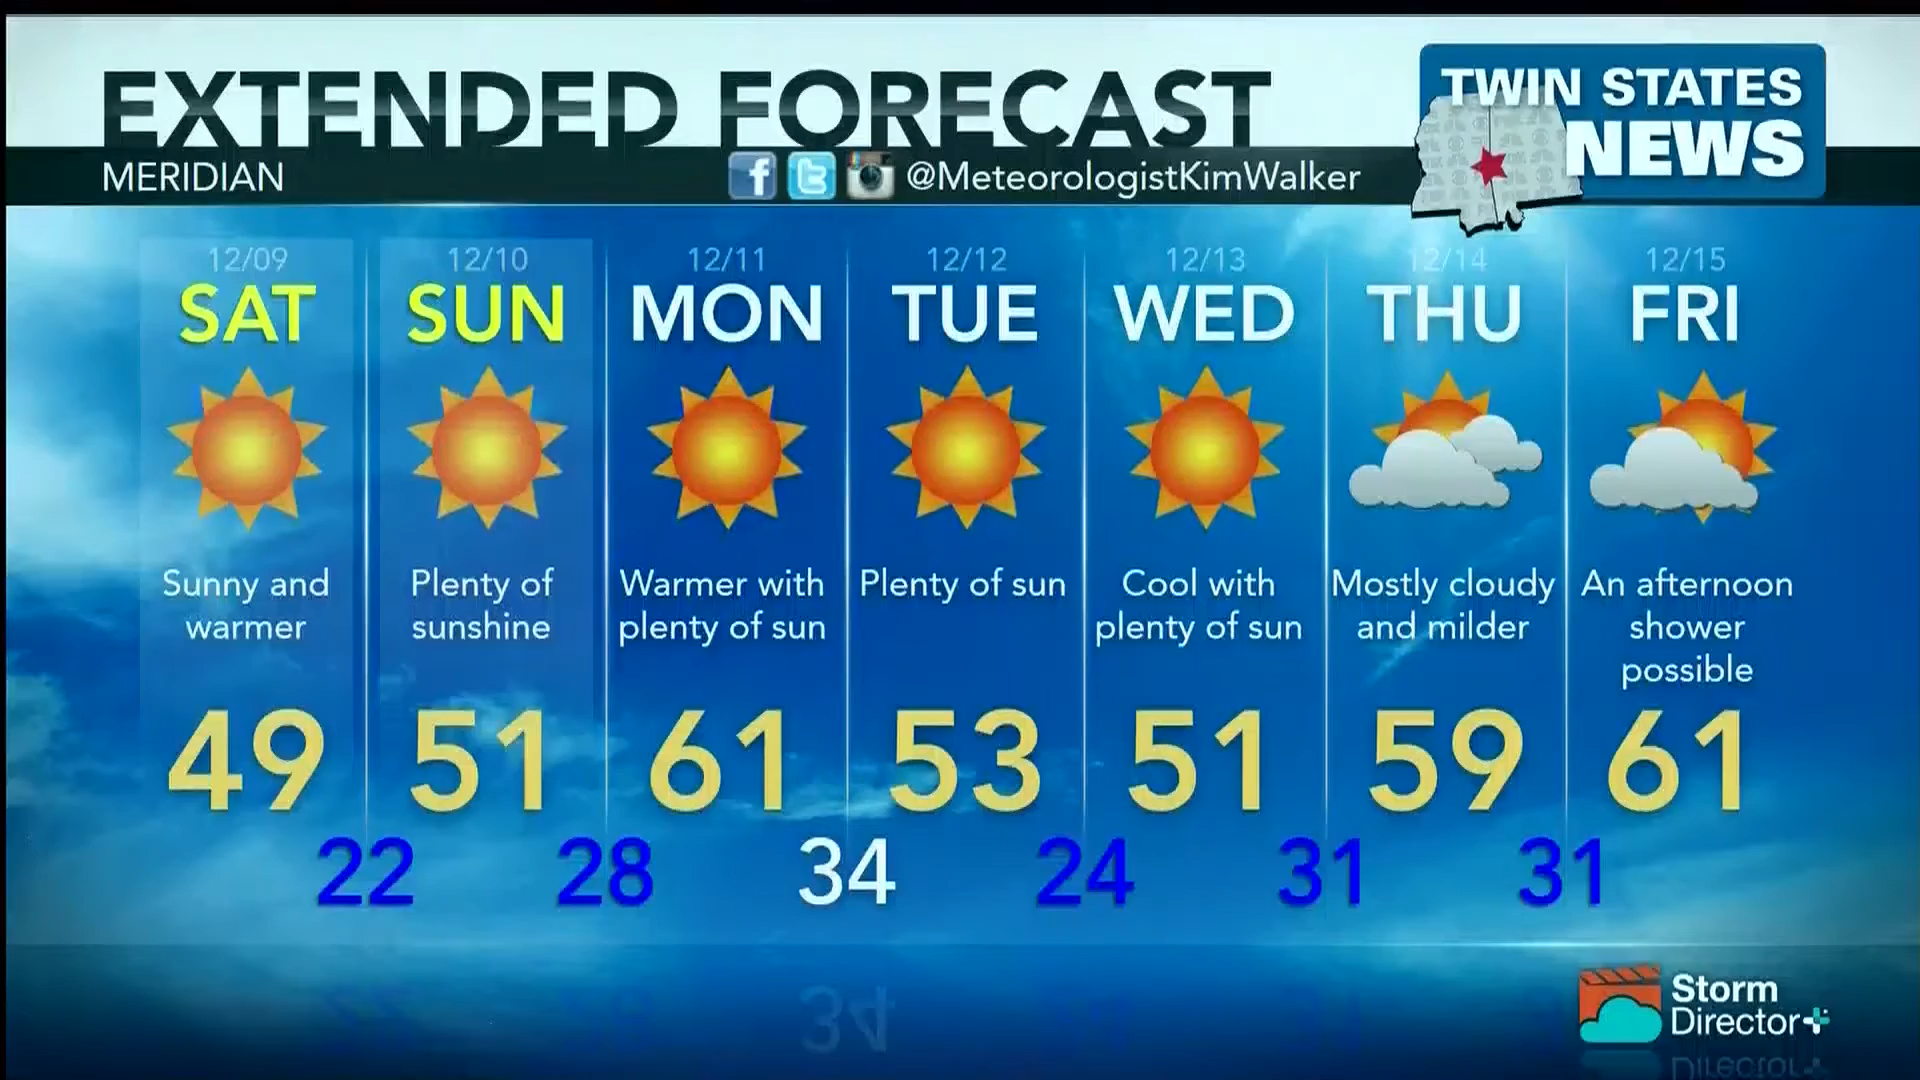 EXTENDED FORECAST
TWIN STATES
NEWS
MERIDIAN
f
t
@MeteorologistKimWalker
12/09 12/10 12/11 12/12 12/13 12/14 12/15
SAT SUN MON TUE WED THU FRI
Sunny and
warmer
Plenty of
sunshine
Warmer with
plenty of sun
Plenty of sun
Cool with
plenty of sun
Mostly cloudy
and milder
An afternoon
shower
possible
49 51 61 53 51 59 61
22 28 34 24 31 31
Storm
Director+